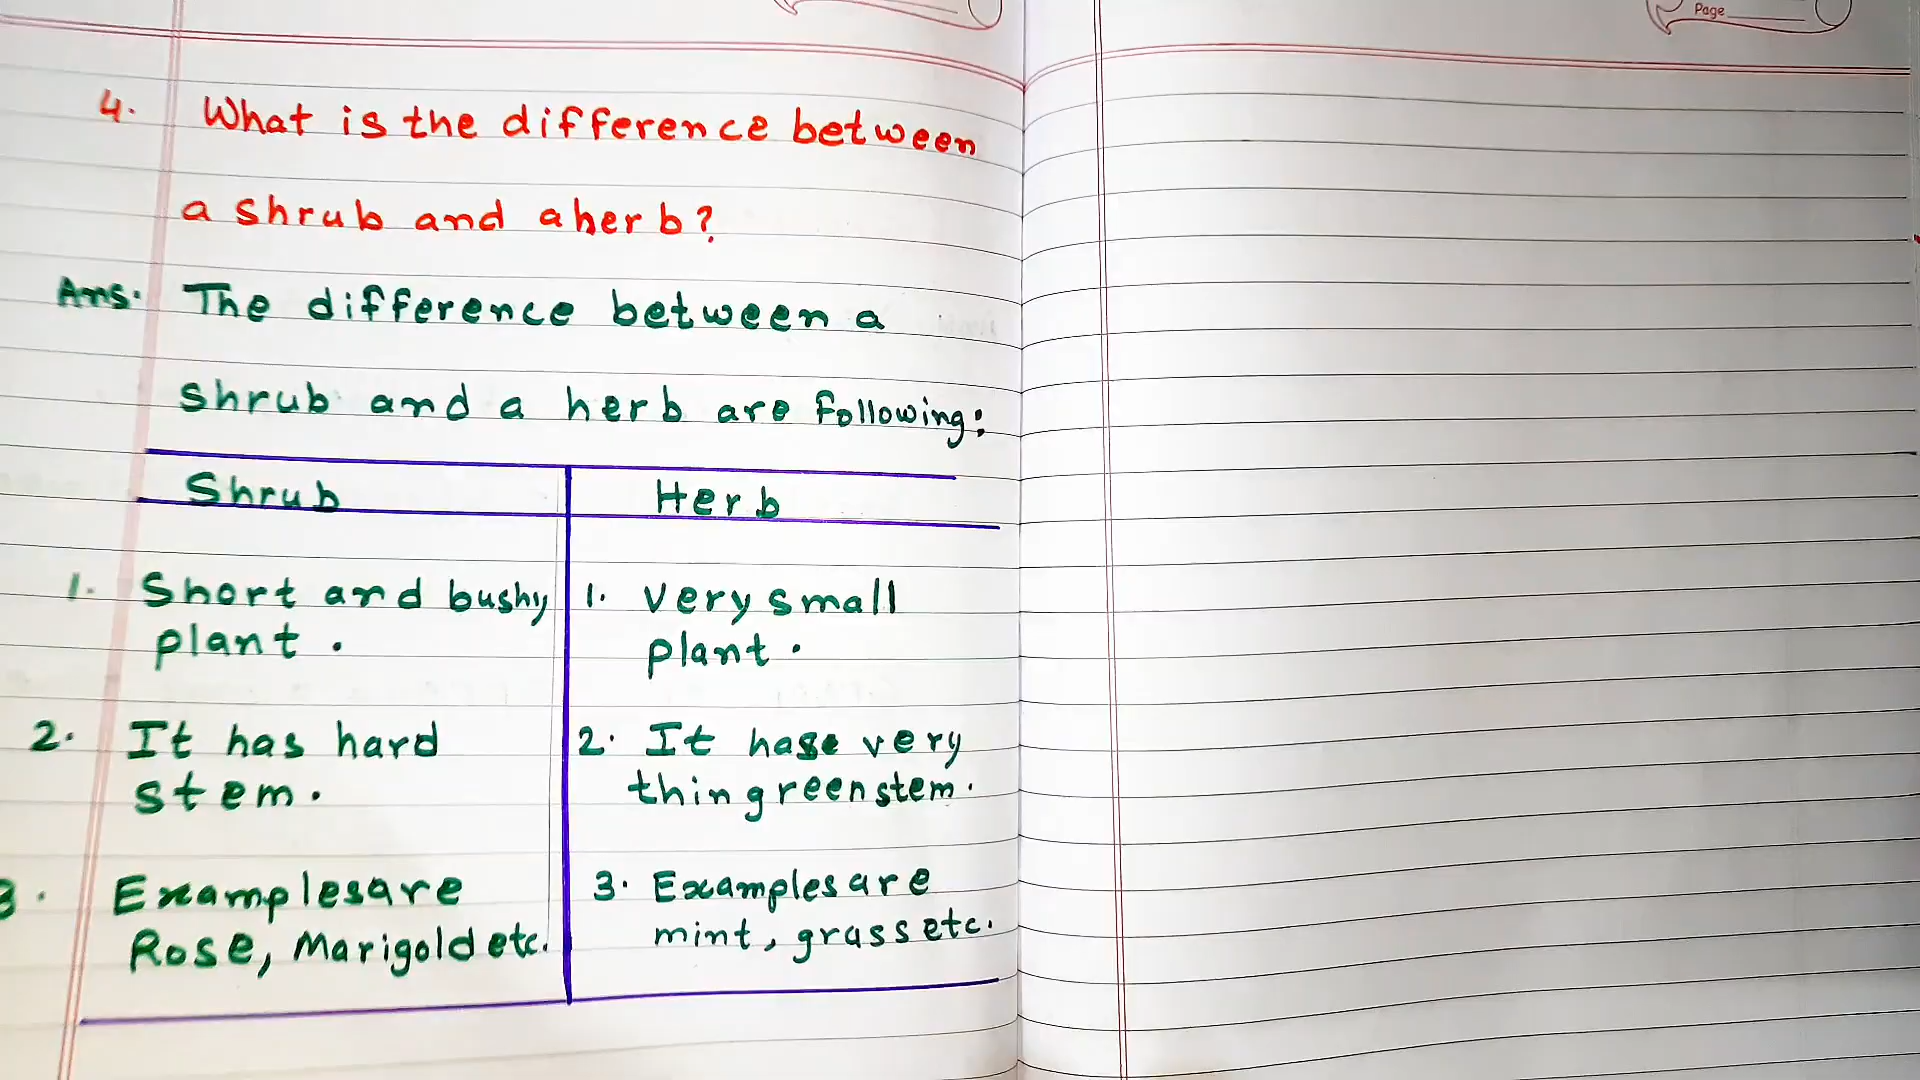 Page
4. What is the difference between
a shrub and a herb?
Ans. The difference between a
shrub and a herb are following:
Shrub Herb
1. Short and bushy
plant.
1. very small
plant.
2. It has hard
stem.
2. It hase very
thin green stem.
3. Examples are
Rose, Marigold etc.
3. Examples are
mint, grass etc.